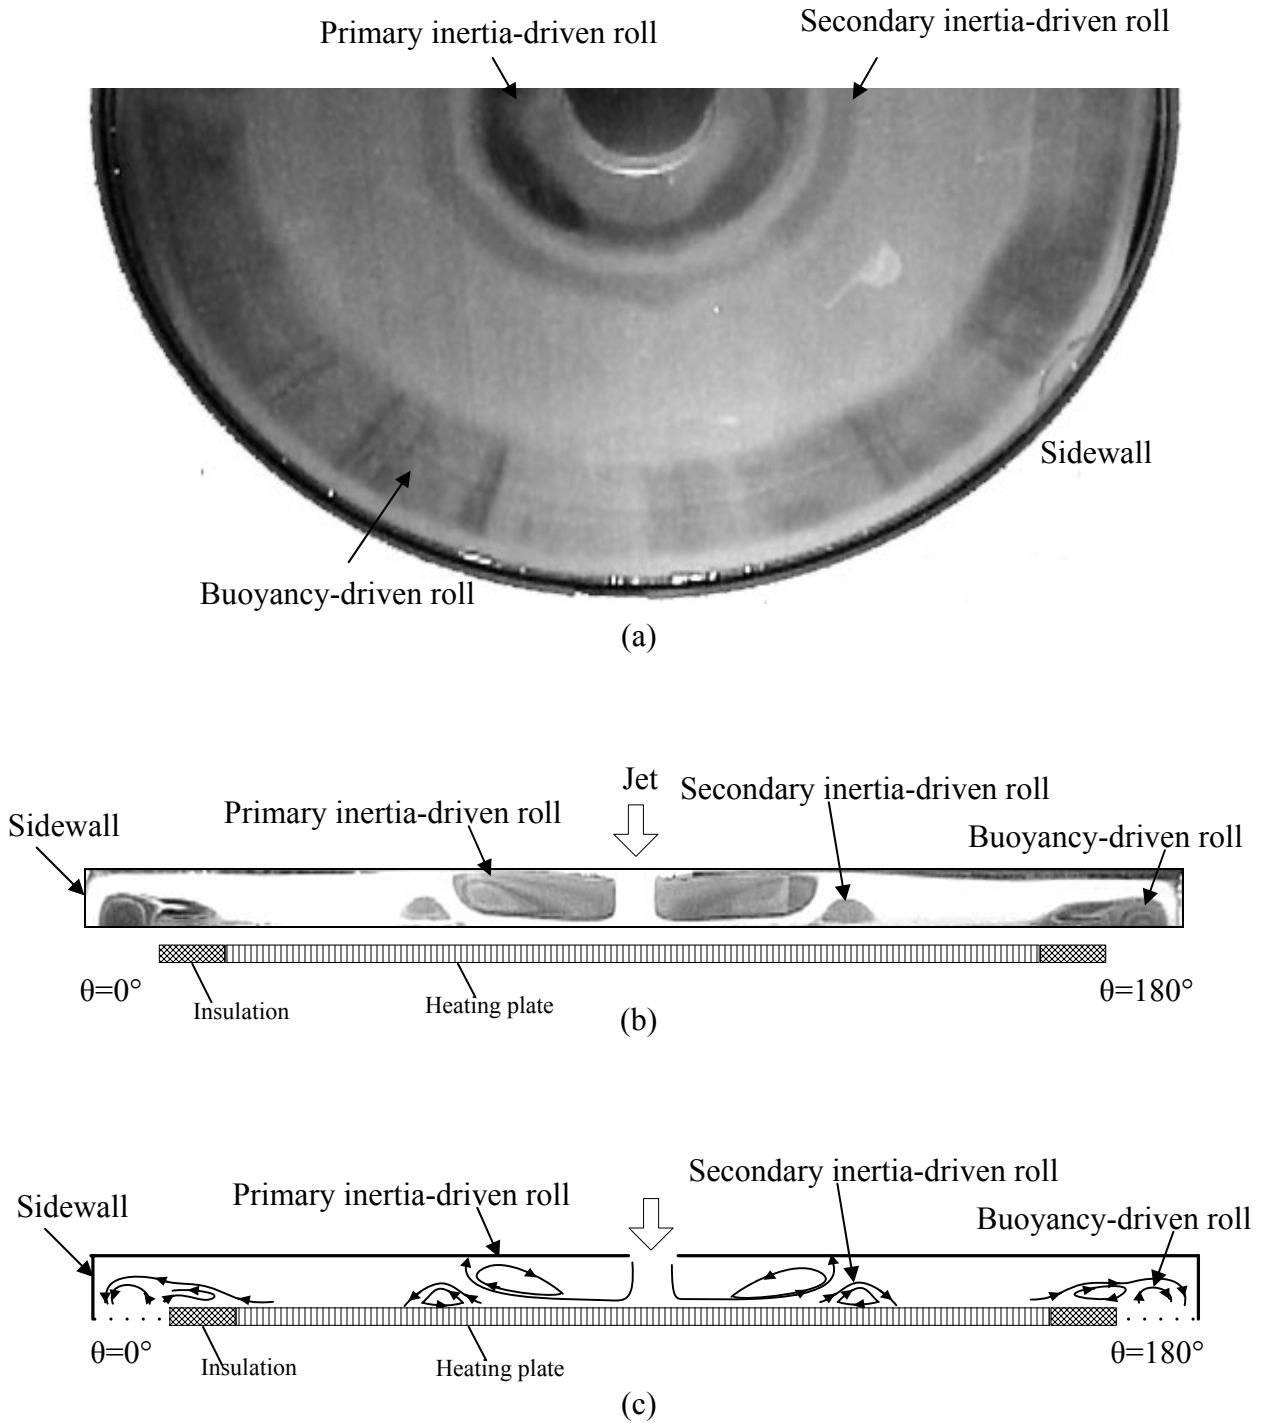 Primary inertia-driven roll
Secondary inertia-driven roll
Sidewall
Buoyancy-driven roll
(a)
Jet
Secondary inertia-driven roll
Primary inertia-driven roll
Sidewall
Buoyancy-driven roll
θ=0°
θ=180°
Insulation
Heating plate
(b)
Secondary inertia-driven roll
Primary inertia-driven roll
Sidewall
Buoyancy-driven roll
θ=0°
θ=180°
Insulation
Heating plate
(c)